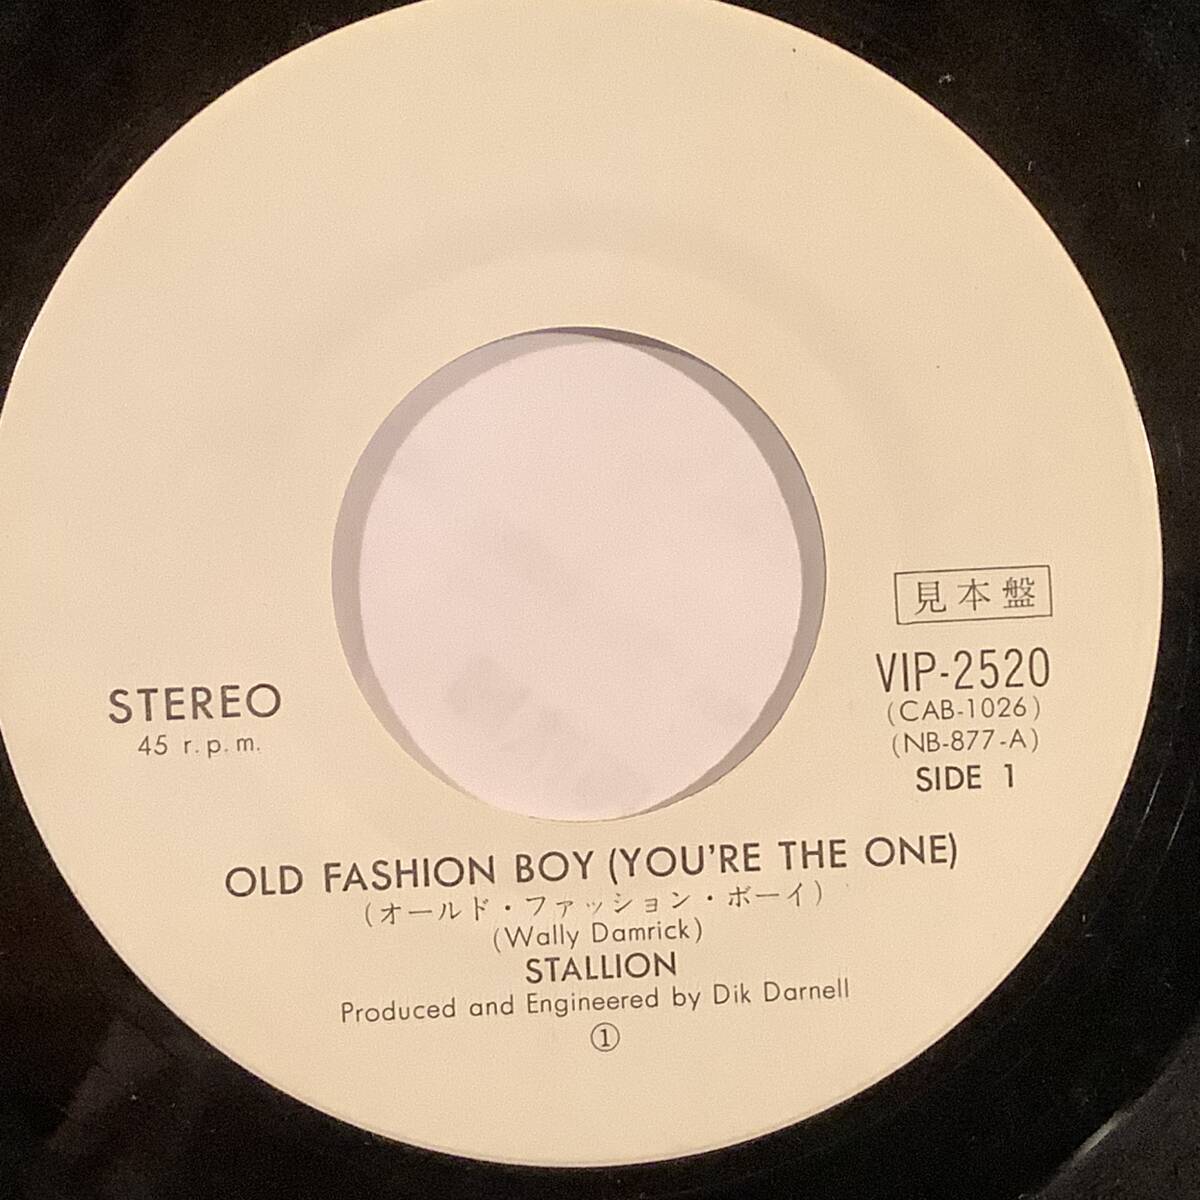 見本盤
VIP-2520
(CAB-1026)
(NB-877-A)
SIDE 1
STEREO
45 r.p.m.
OLD FASHION BOY (YOU'RE THE ONE)
(オールド・ファッション・ボーイ)
(Wally Damrick)
STALLION
Produced and Engineered by Dik Darnell
①